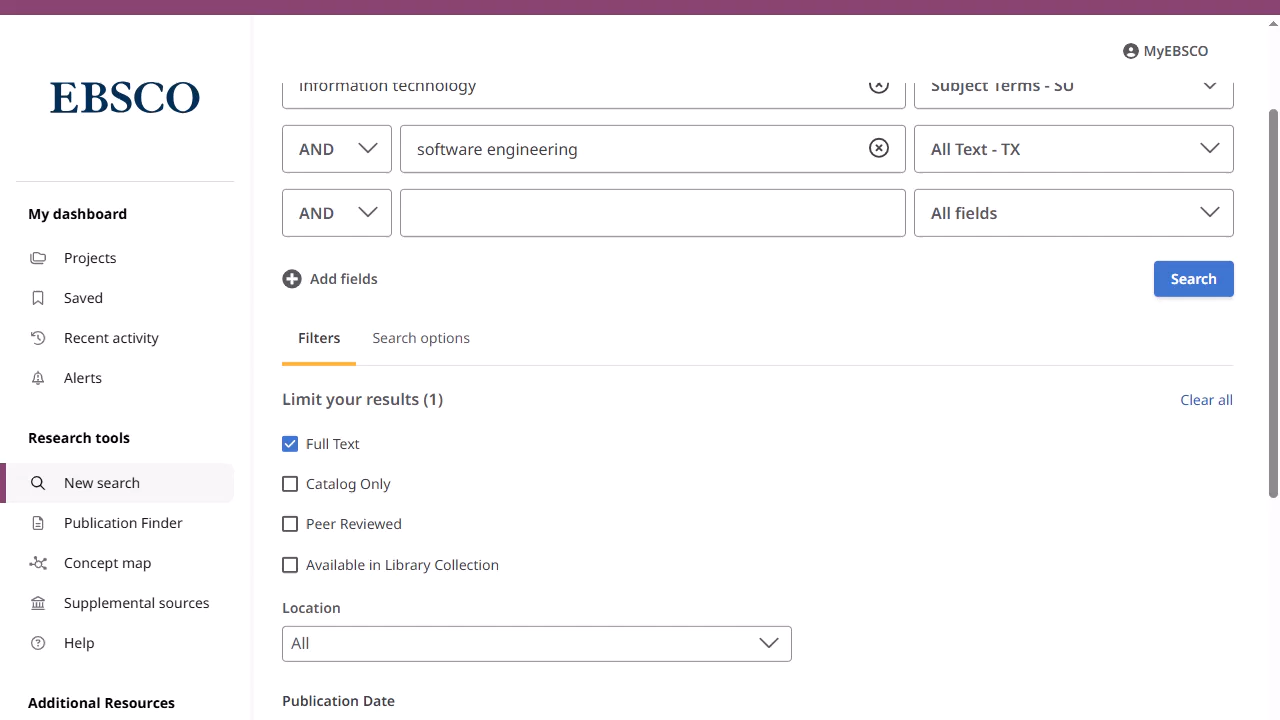 MyEBSCO
EBSCO
information technology
Subject Terms - SU
AND
software engineering
All Text - TX
AND
All fields
Add fields
Search
Filters
Search options
Limit your results (1)
Clear all
Full Text
Catalog Only
Peer Reviewed
Available in Library Collection
Location
All
Publication Date
My dashboard
Projects
Saved
Recent activity
Alerts
Research tools
New search
Publication Finder
Concept map
Supplemental sources
Help
Additional Resources